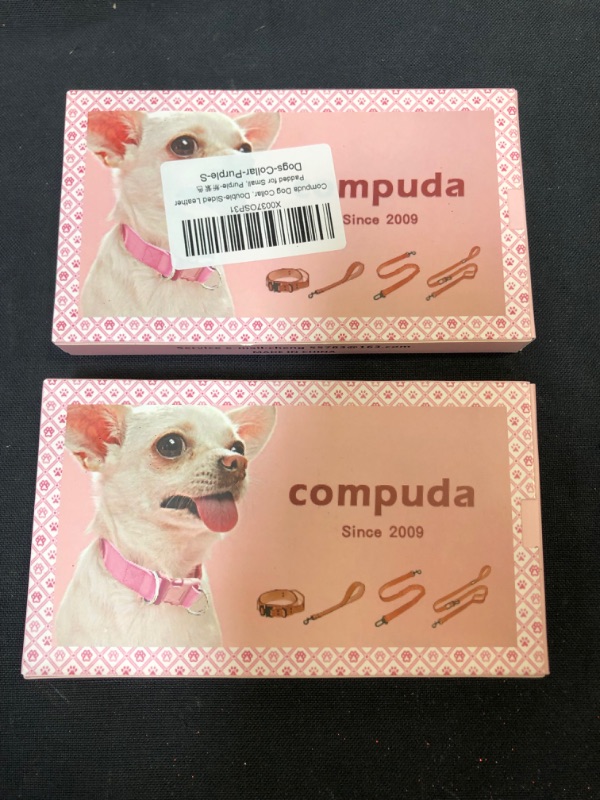 mpuda
Since 2009
X0037OSP31
Compuda Dog Collar, Double-Sided Leather
Padded for Small, Purple-新紫色
Dogs-Collar-Purple-S
MADE IN CHINA
compuda
Since 2009